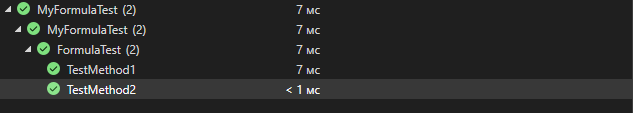 MyFormulaTest (2) 7 мс
MyFormulaTest (2) 7 мс
FormulaTest (2) 7 мс
TestMethod1 7 мс
TestMethod2 < 1 мс